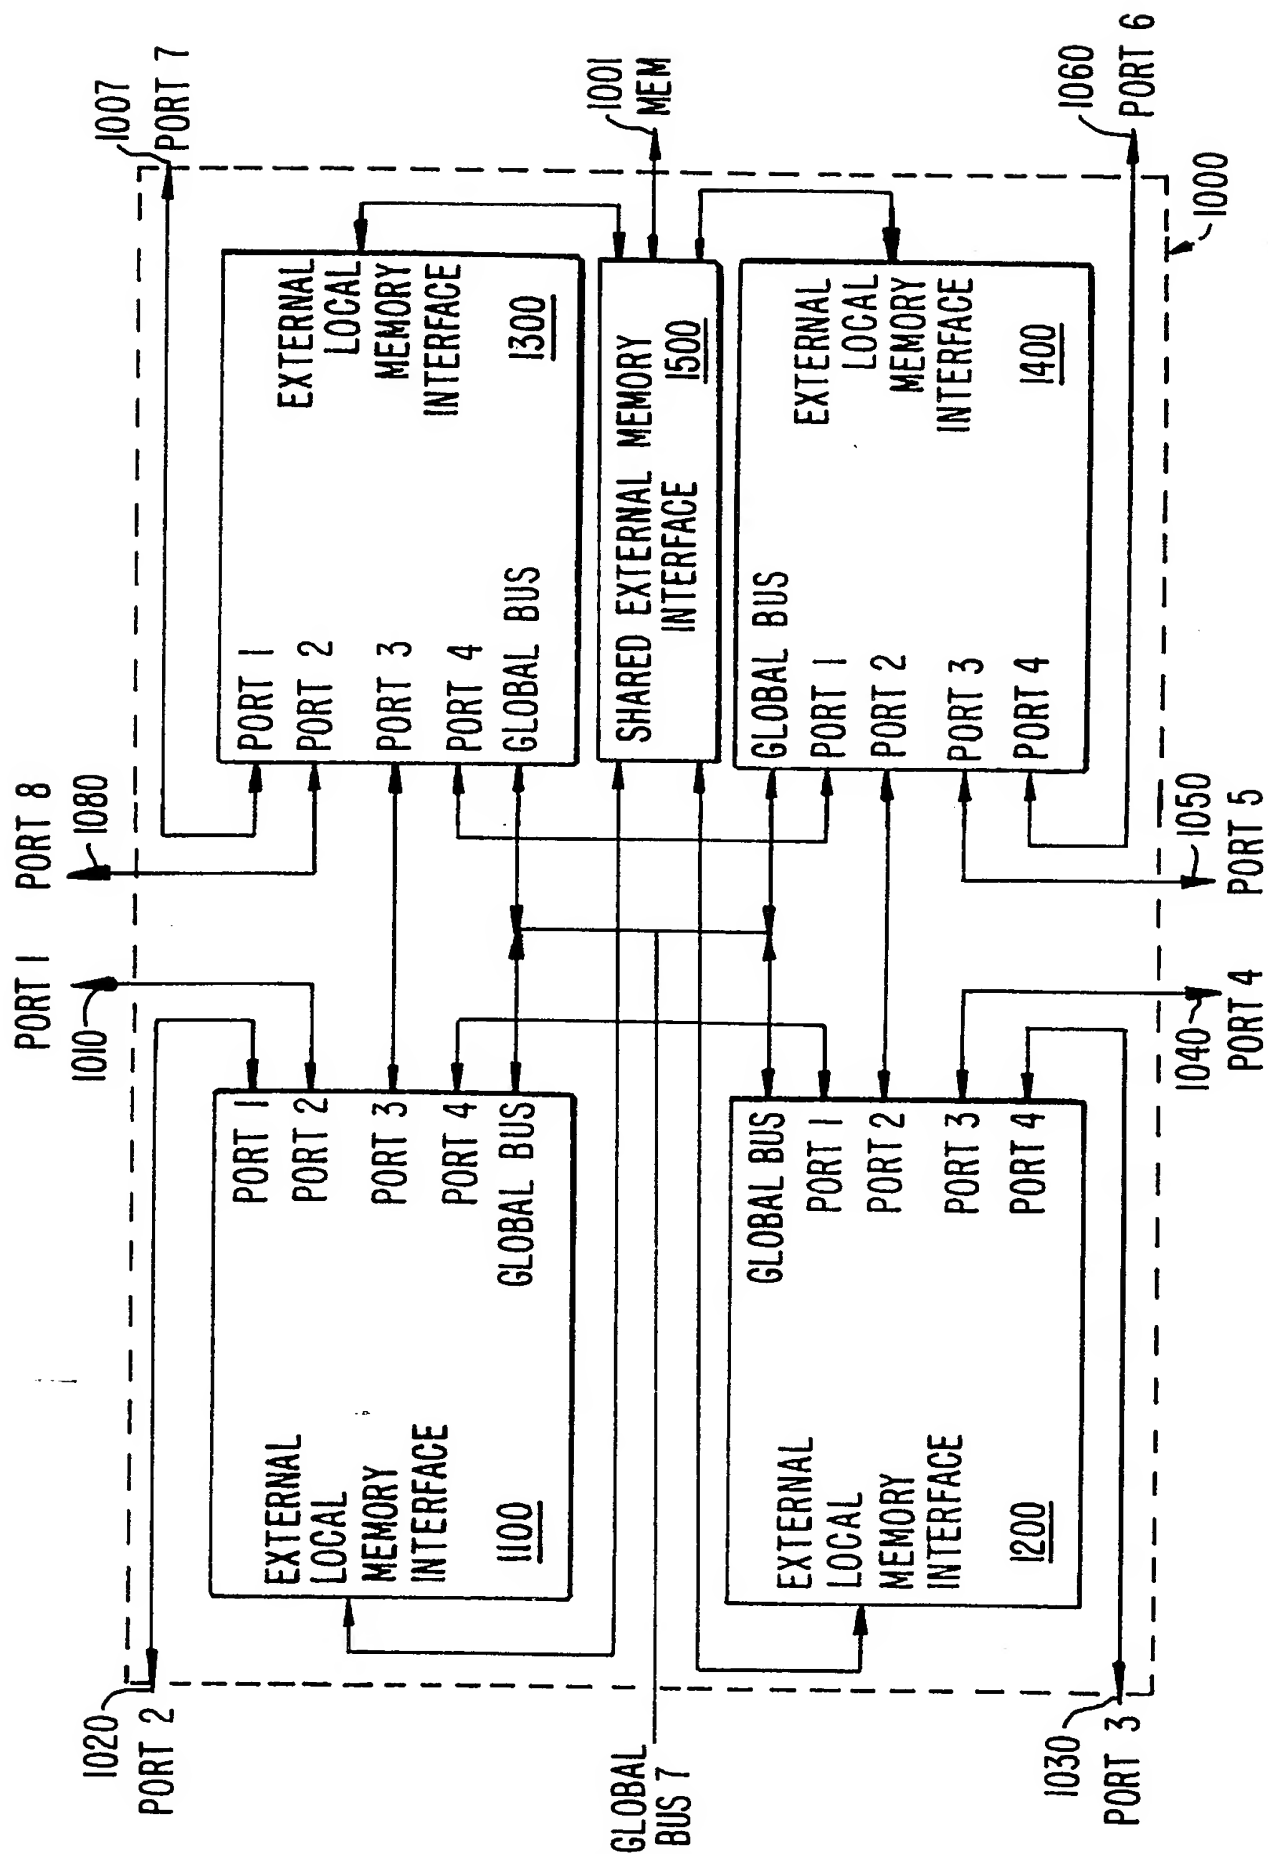 PORT 1
1010
PORT 8
1080
1020
PORT 2
1007
PORT 7
EXTERNAL
LOCAL
MEMORY
INTERFACE
1100
PORT 1
PORT 2
PORT 3
PORT 4
GLOBAL BUS
PORT 1
PORT 2
PORT 3
PORT 4
GLOBAL BUS
EXTERNAL
LOCAL
MEMORY
INTERFACE
1300
GLOBAL
BUS 7
SHARED EXTERNAL MEMORY
INTERFACE
1500
1001
MEM
EXTERNAL
LOCAL
MEMORY
INTERFACE
1200
GLOBAL BUS
PORT 1
PORT 2
PORT 3
PORT 4
GLOBAL BUS
PORT 1
PORT 2
PORT 3
PORT 4
EXTERNAL
LOCAL
MEMORY
INTERFACE
1400
1030
PORT 3
1040
PORT 4
1050
PORT 5
1060
PORT 6
1000